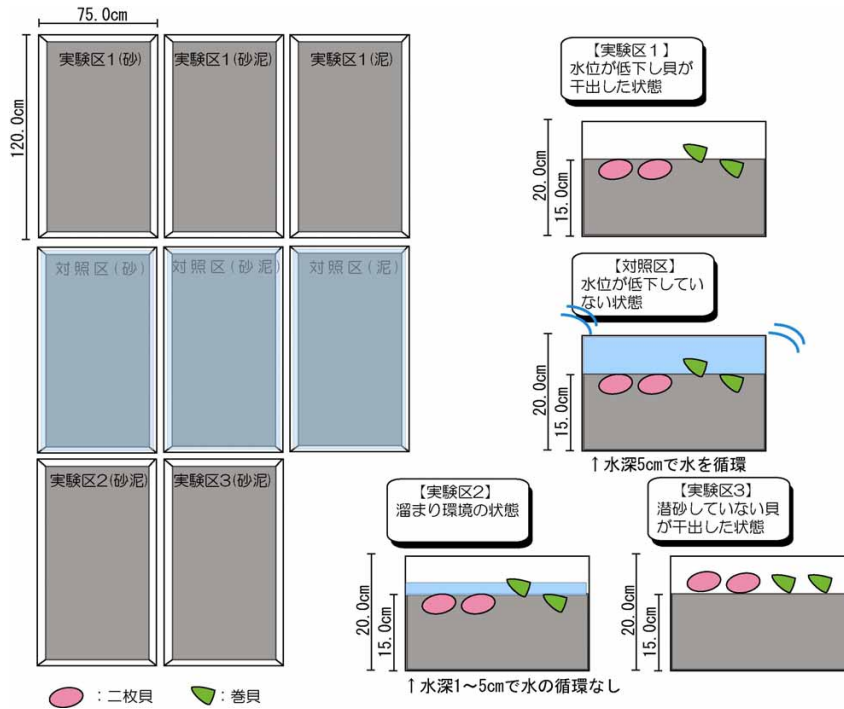 75.0cm
120.0cm
実験区1(砂)
実験区1(砂泥)
実験区1(泥)
対照区(砂)
対照区(砂泥)
対照区(泥)
実験区2(砂泥)
実験区3(砂泥)
：二枚貝
：巻貝
【実験区1】
水位が低下し貝が
干出した状態
20.0cm
15.0cm
【対照区】
水位が低下してい
ない状態
20.0cm
15.0cm
↑水深5cmで水を循環
【実験区2】
溜まり環境の状態
20.0cm
15.0cm
↑水深1～5cmで水の循環なし
【実験区3】
潜砂していない貝
が干出した状態
20.0cm
15.0cm